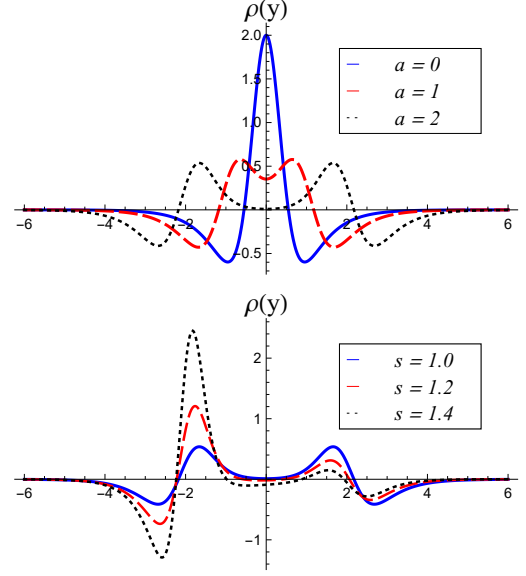 ρ(y)
2.0
1.5
1.0
0.5
-6 -4 -2 2 4 6
-0.5
a = 0
a = 1
a = 2
ρ(y)
2
1
-6 -4 -2 2 4 6
-1
s = 1.0
s = 1.2
s = 1.4